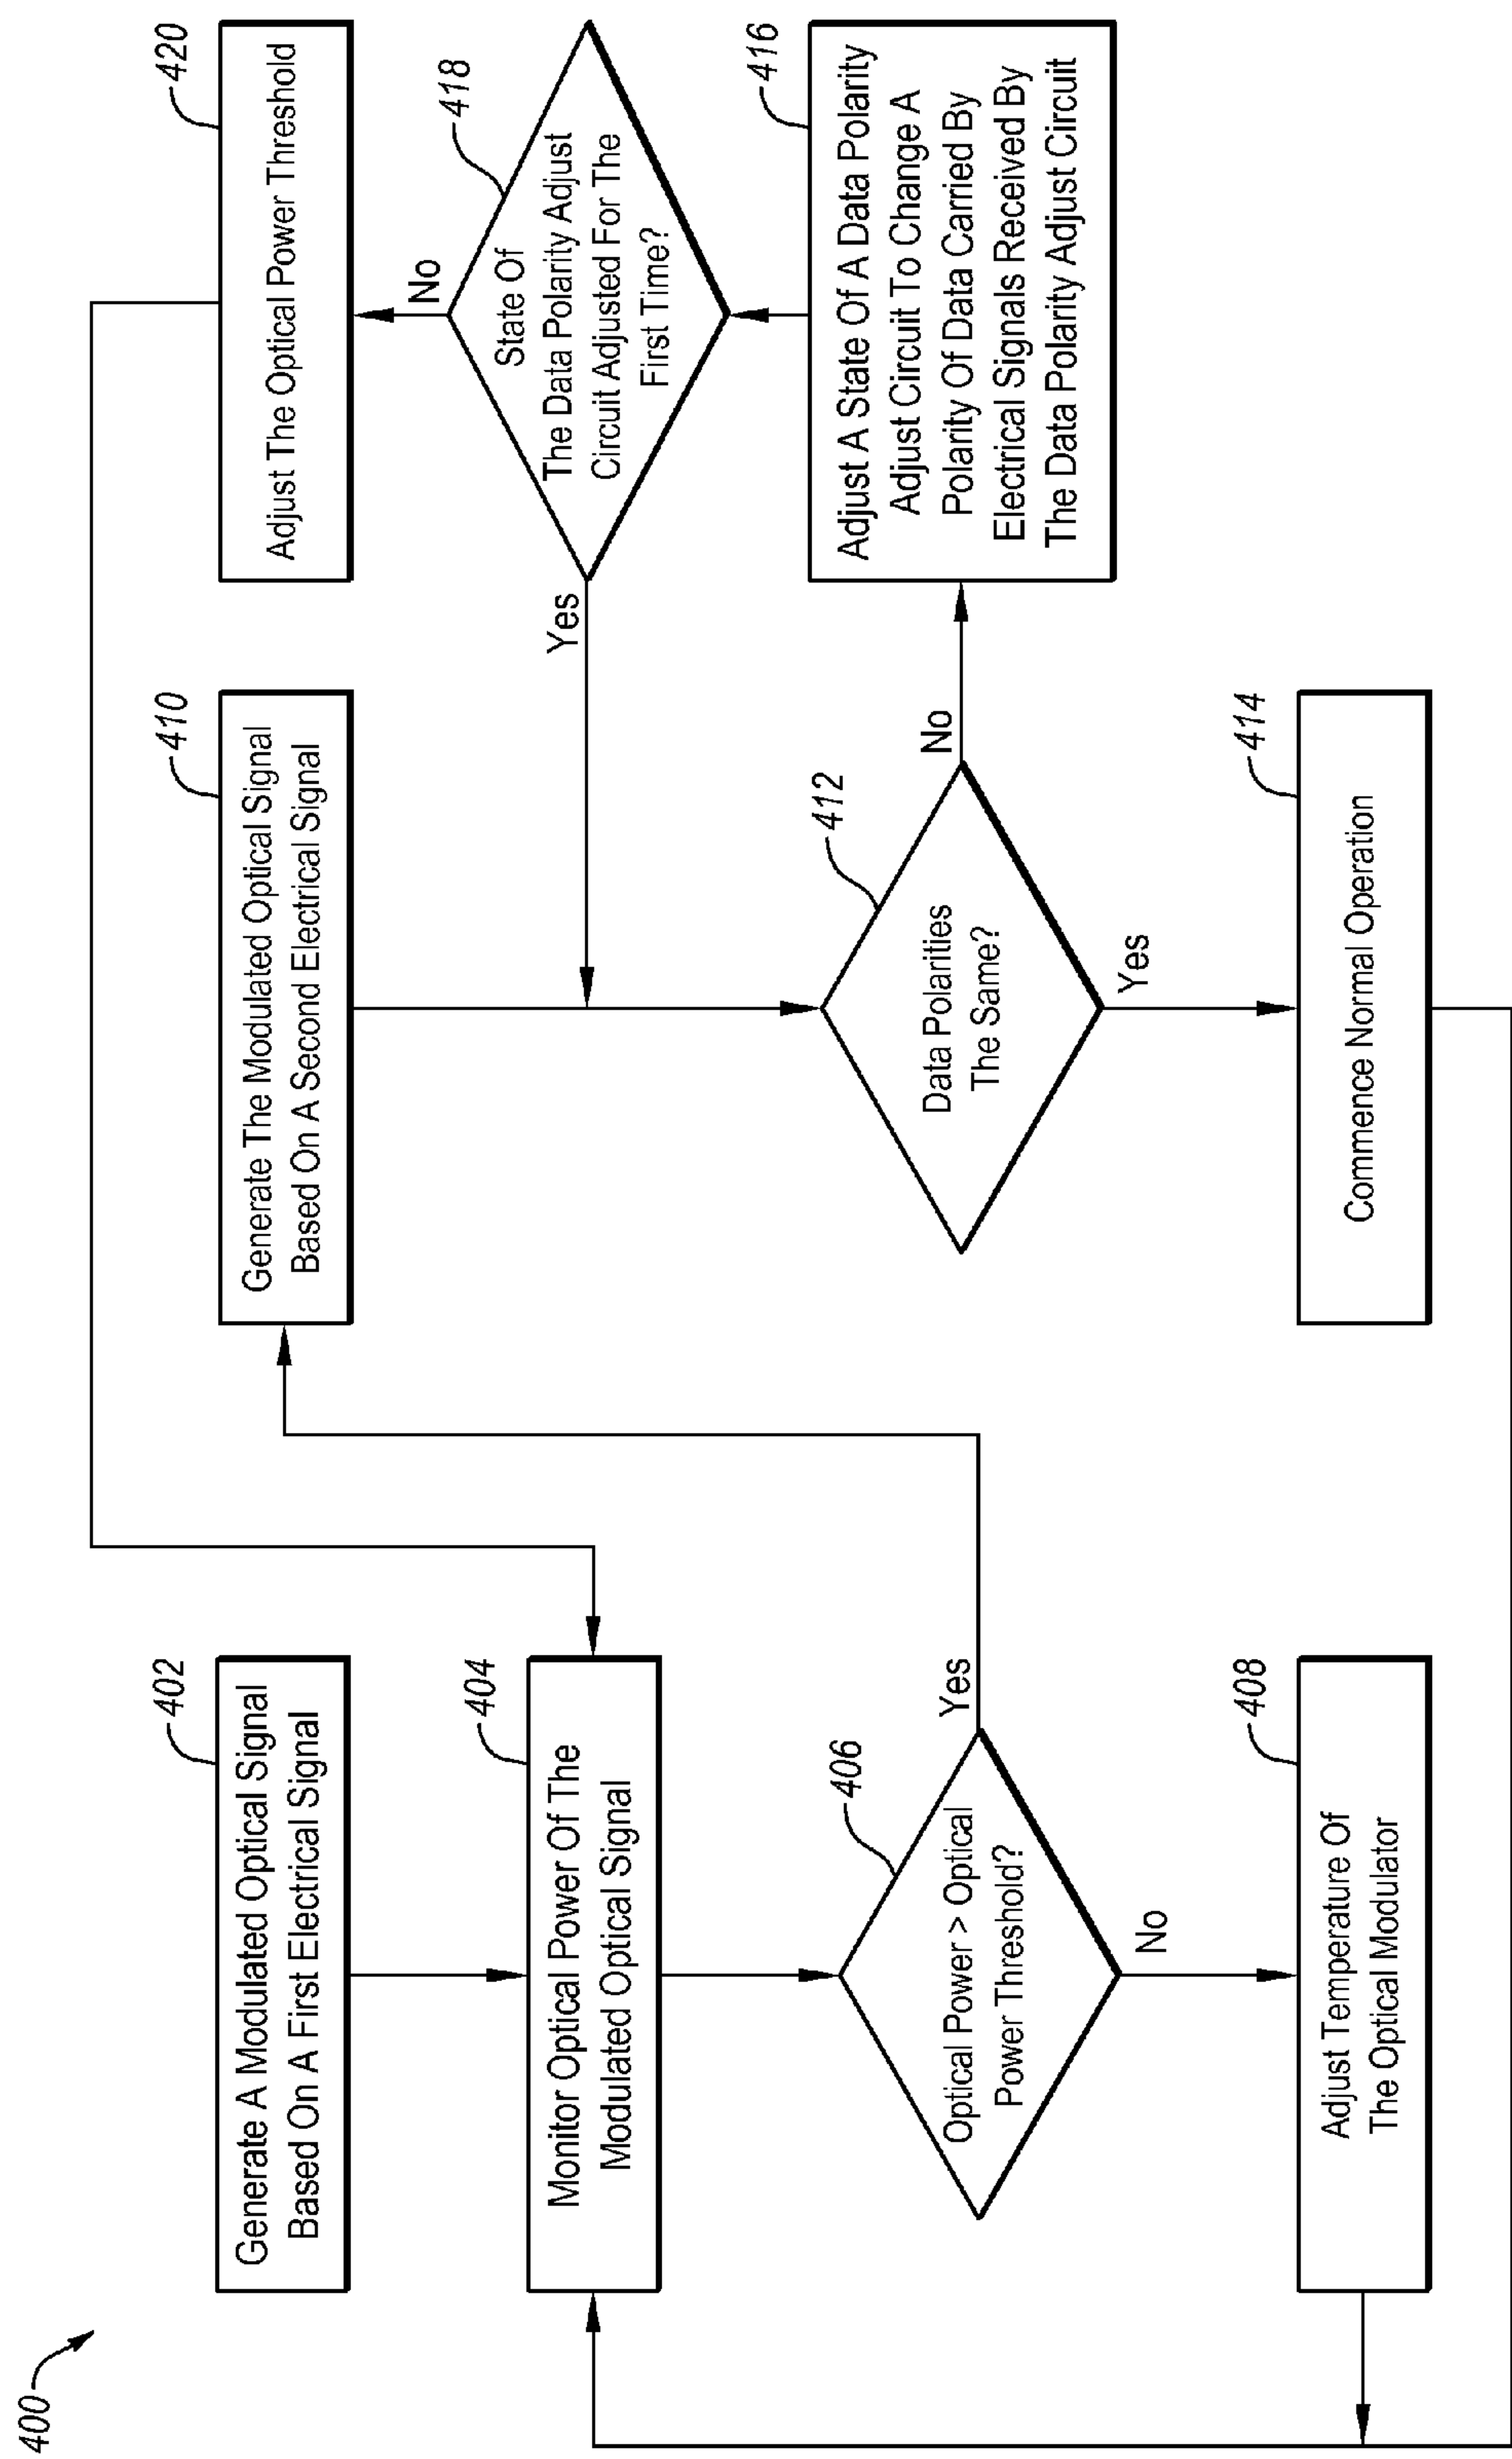 400
402
Generate A Modulated Optical Signal
Based On A First Electrical Signal
404
Monitor Optical Power Of The
Modulated Optical Signal
406
Optical Power > Optical
Power Threshold?
Yes
No
408
Adjust Temperature Of
The Optical Modulator
410
Generate The Modulated Optical Signal
Based On A Second Electrical Signal
412
Data Polarities
The Same?
No
Yes
414
Commence Normal Operation
420
Adjust The Optical Power Threshold
No
418
State Of
The Data Polarity Adjust
Circuit Adjusted For The
First Time?
Yes
416
Adjust A State Of A Data Polarity
Adjust Circuit To Change A
Polarity Of Data Carried By
Electrical Signals Received By
The Data Polarity Adjust Circuit